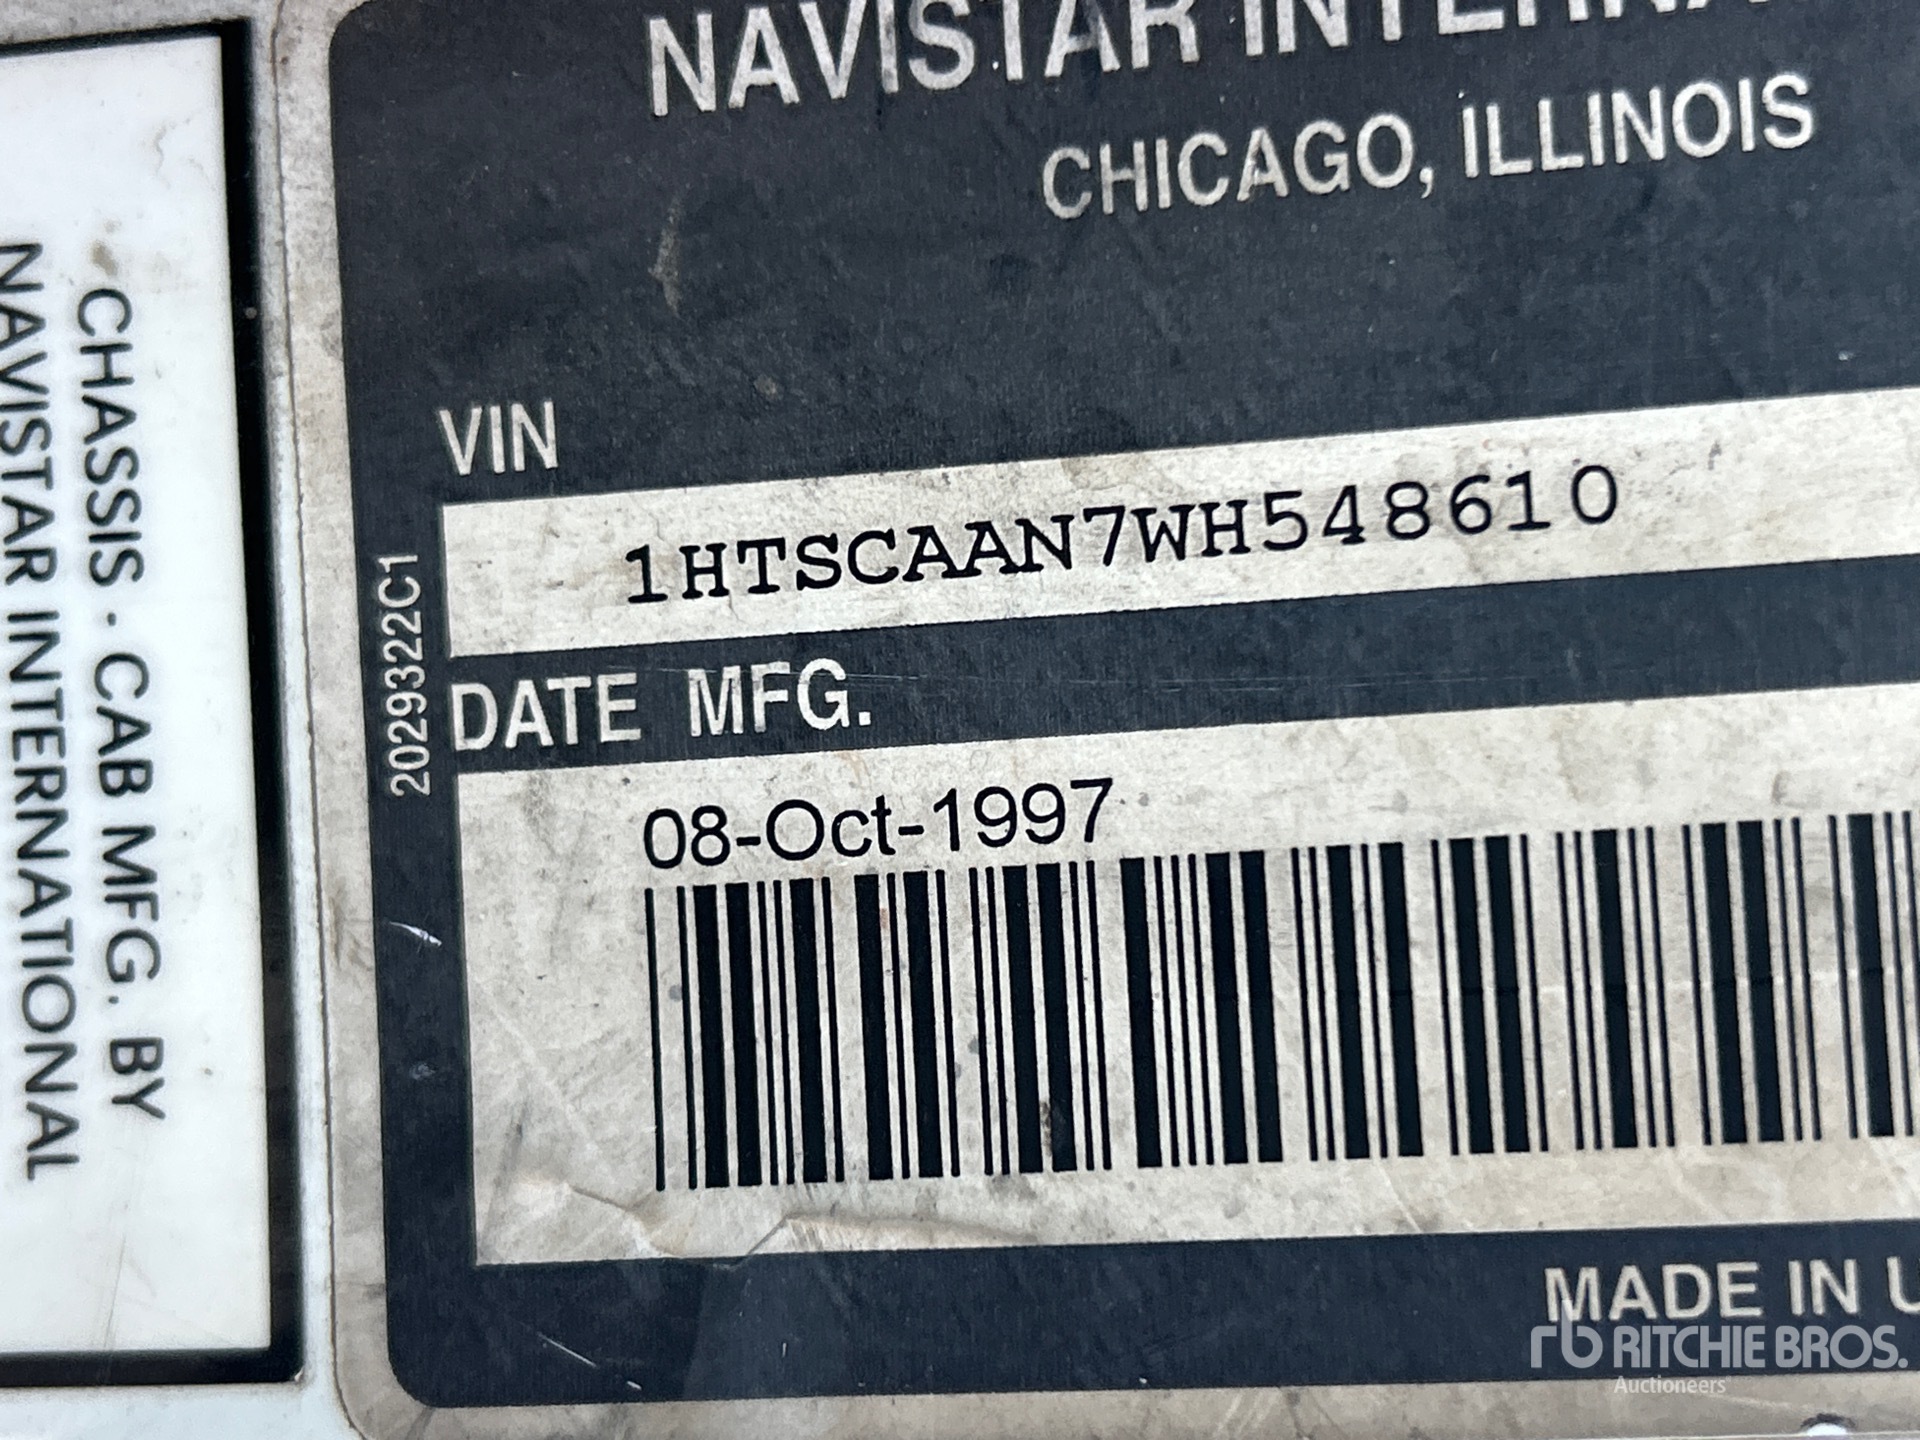 NAVISTAR INTERNA
CHICAGO, ILLINOIS
VIN
1HTSCAAN7WH548610
DATE MFG.
08-Oct-1997
2029322C1
MADE IN U
CHASSIS - CAB MFG. BY
NAVISTAR INTERNATIONAL
rb RITCHIE BROS.
Auctioneers